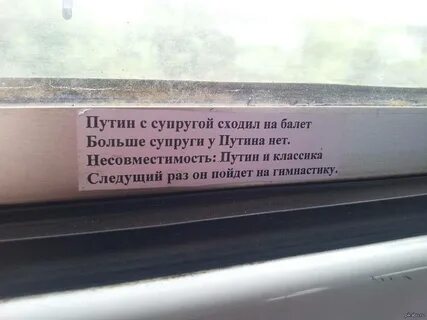 Путин с супругой сходил на балет
Больше супруги у Путина нет.
Несовместимость: Путин и классика
Следущий раз он пойдет на гимнастику.